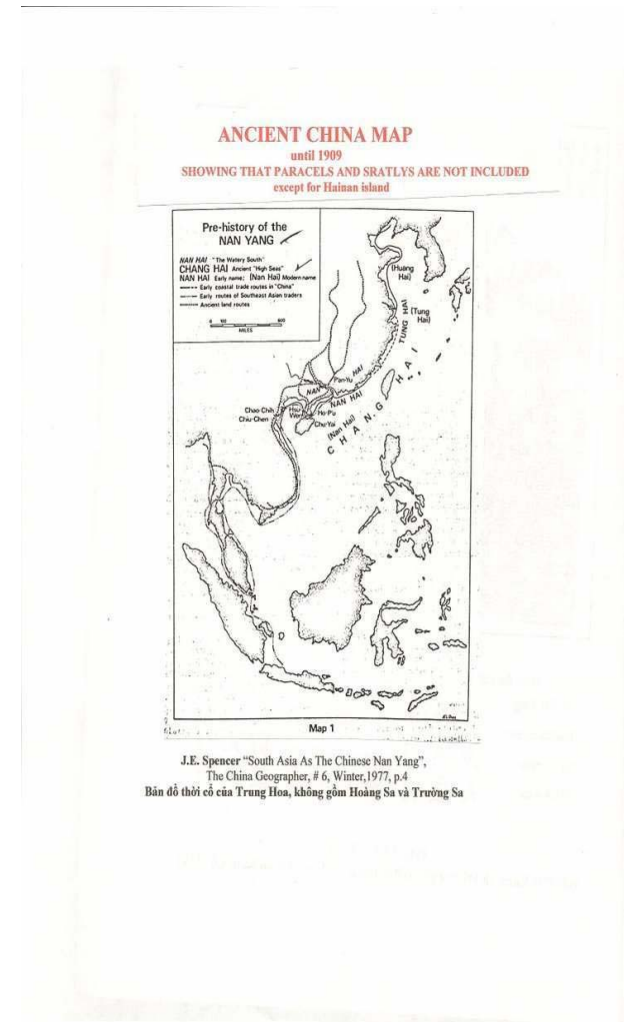 ANCIENT CHINA MAP
until 1909
SHOWING THAT PARACELS AND SRATLYS ARE NOT INCLUDED
except for Hainan island
Pre-history of the
NAN YANG
NAN HAI "The Watery South"
CHANG HAI Ancient "High Seas"
NAN HAI Early name: (Nan Hai) Modern name
Early coastal trade routes in "China"
Early routes of Southeast Asian traders
Ancient land routes
MILES
(Huang
Hai)
TUNG HAI
(Tung
Hai)
Pan-Yu
NAN HAI
NAN HAI
(Nan Hai)
CHANG HAI
Chao Chih
Chiu-Chen
Ho-Pu
Map 1
J.E. Spencer “South Asia As The Chinese Nan Yang”,
The China Geographer, # 6, Winter,1977, p.4
Bản đồ thời cổ của Trung Hoa, không gồm Hoàng Sa và Trường Sa